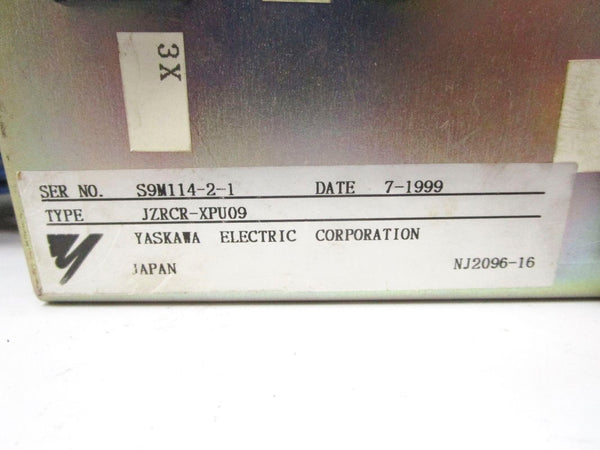 3X
SER NO. S9M114-2-1 DATE 7-1999
TYPE JZRCR-XPU09
YASKAWA ELECTRIC CORPORATION
JAPAN NJ2096-16